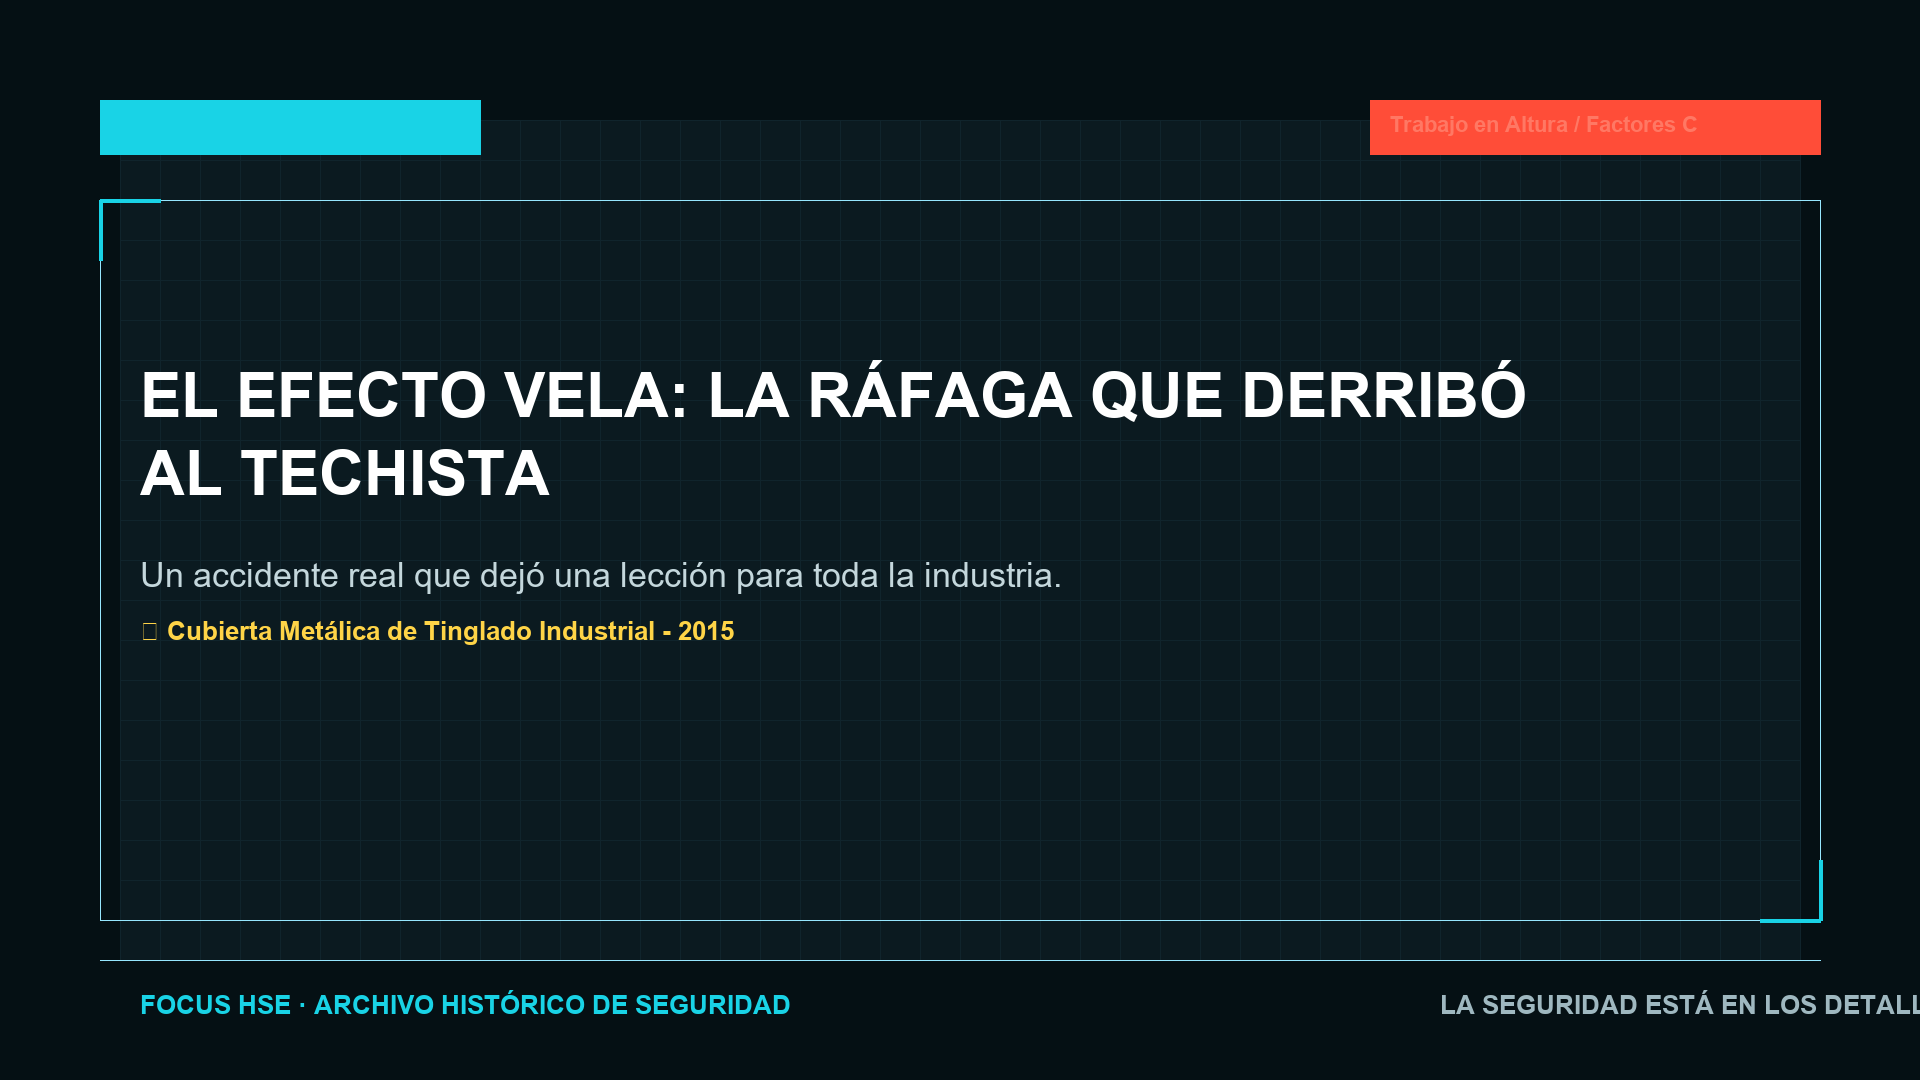 Trabajo en Altura / Factores C
EL EFECTO VELA: LA RÁFAGA QUE DERRIBÓ
AL TECHISTA
Un accidente real que dejó una lección para toda la industria.
Cubierta Metálica de Tinglado Industrial - 2015
FOCUS HSE · ARCHIVO HISTÓRICO DE SEGURIDAD
LA SEGURIDAD ESTÁ EN LOS DETALL